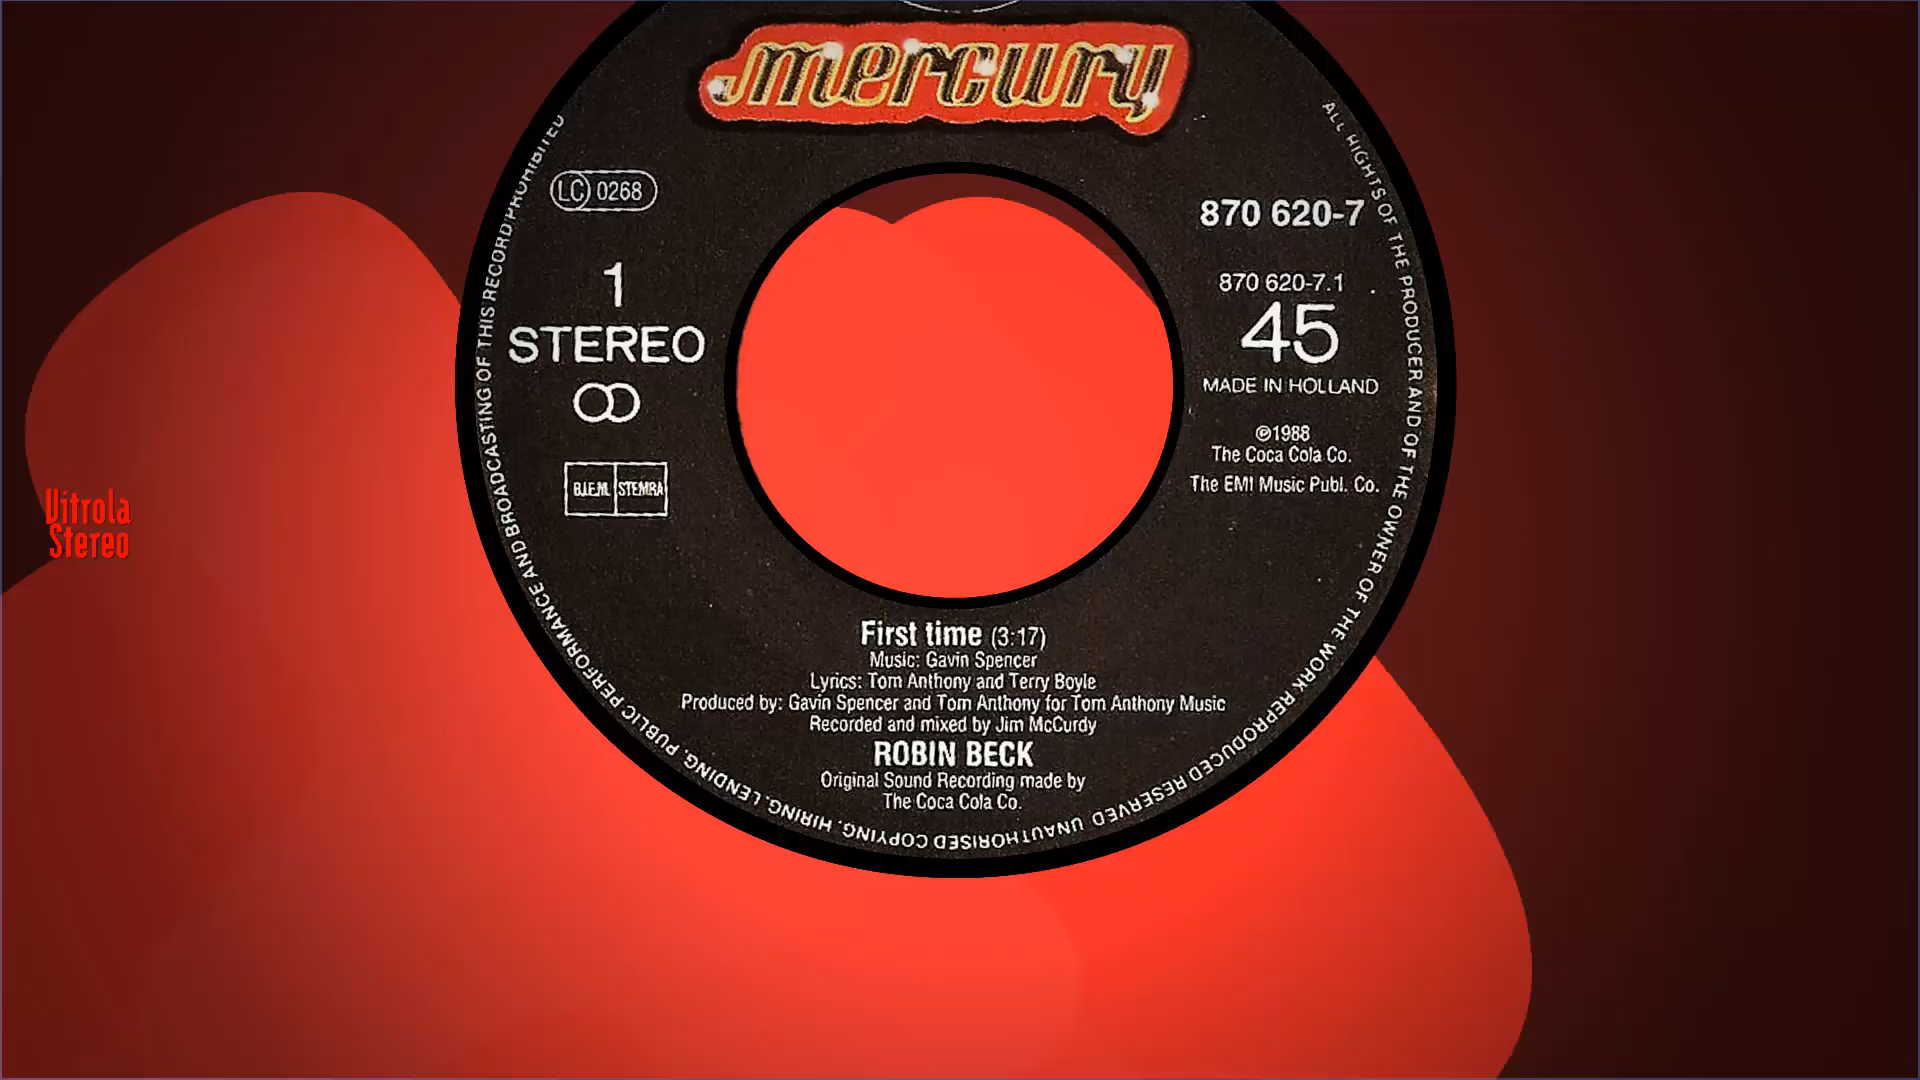 mercury
LC 0268
1
STEREO
B.I.E.M. STEMRA
870 620-7
870 620-7.1
45
MADE IN HOLLAND
℗1988
The Coca Cola Co.
The EMI Music Publ. Co.
Vitrola
Stereo
First time (3:17)
Music: Gavin Spencer
Lyrics: Tom Anthony and Terry Boyle
Produced by: Gavin Spencer and Tom Anthony for Tom Anthony Music
Recorded and mixed by Jim McCurdy
ROBIN BECK
Original Sound Recording made by
The Coca Cola Co.
ALL RIGHTS OF THE PRODUCER AND OF THE OWNER OF THE WORK REPRODUCED RESERVED UNAUTHORISED COPYING, HIRING, LENDING, PUBLIC PERFORMANCE AND BROADCASTING OF THIS RECORD PROHIBITED